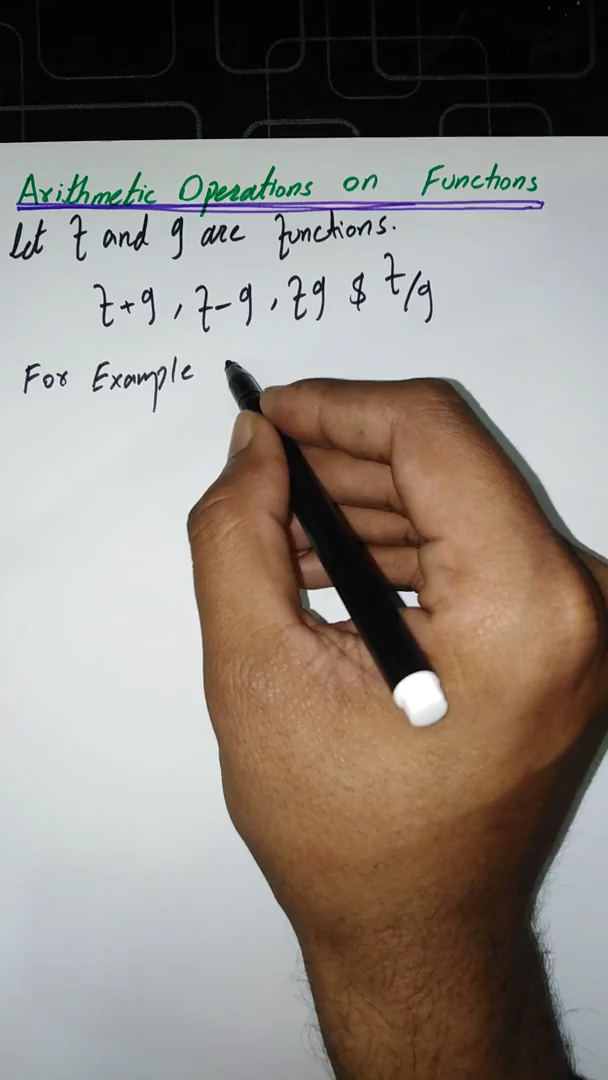 Arithmetic Operations on Functions
Let f and g are functions.
f+g , f-g , fg & f/g
For Example